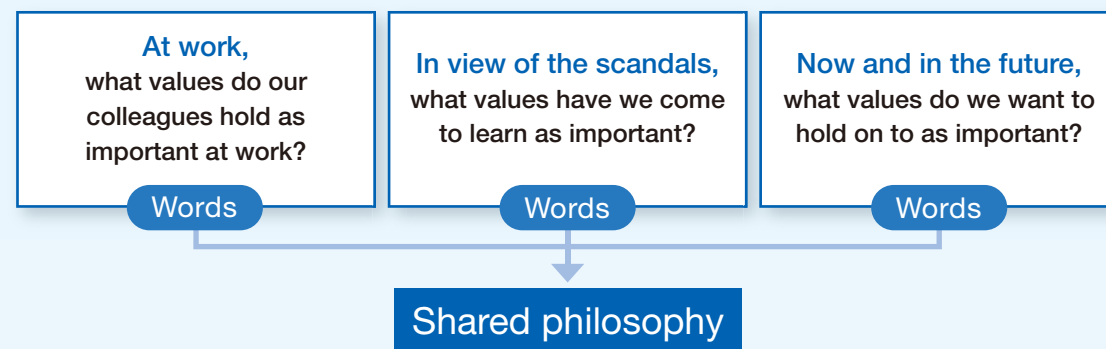 At work,
what values do our
colleagues hold as
important at work?
Words
In view of the scandals,
what values have we come
to learn as important?
Words
Now and in the future,
what values do we want to
hold on to as important?
Words
Shared philosophy